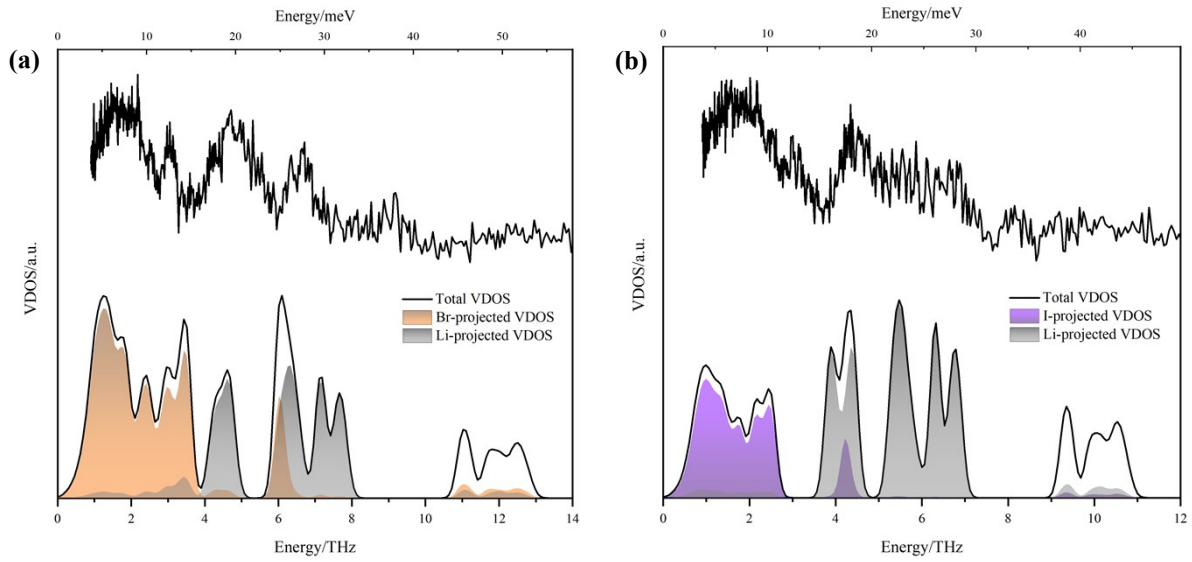 Energy/meV
0 10 20 30 40 50
(a)
VDOS/a.u.
Total VDOS
Br-projected VDOS
Li-projected VDOS
0 2 4 6 8 10 12 14
Energy/THz
Energy/meV
0 10 20 30 40
(b)
VDOS/a.u.
Total VDOS
I-projected VDOS
Li-projected VDOS
0 2 4 6 8 10 12
Energy/THz